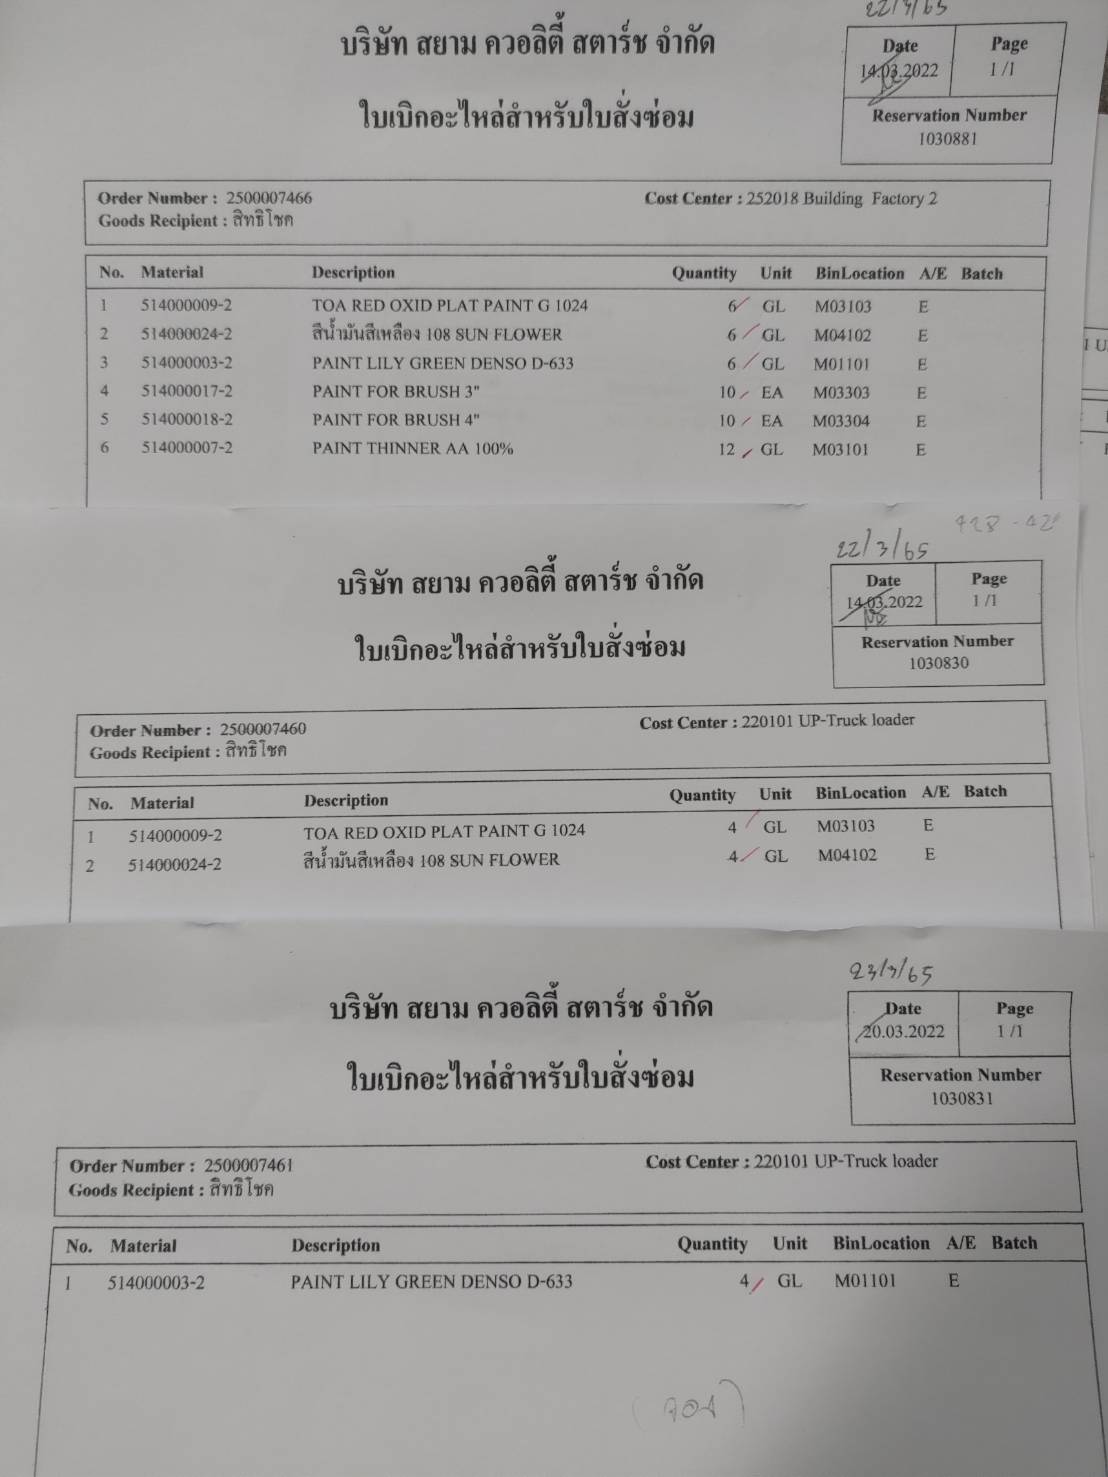 22/3/65
บริษัท สยาม ควอลิตี้ สตาร์ช จำกัด
Date Page
14.03.2022 1 /1
ใบเบิกอะไหล่สำหรับใบสั่งซ่อม
Reservation Number
1030881
Order Number : 2500007466 Cost Center : 252018 Building Factory 2
Goods Recipient : สิทธิโชค
No. Material Description Quantity Unit BinLocation A/E Batch
1 514000009-2 TOA RED OXID PLAT PAINT G 1024 6 GL M03103 E
2 514000024-2 สีน้ำมันสีเหลือง 108 SUN FLOWER 6 GL M04102 E
3 514000003-2 PAINT LILY GREEN DENSO D-633 6 GL M01101 E
4 514000017-2 PAINT FOR BRUSH 3" 10 EA M03303 E
5 514000018-2 PAINT FOR BRUSH 4" 10 EA M03304 E
6 514000007-2 PAINT THINNER AA 100% 12 GL M03101 E
22/3/65
บริษัท สยาม ควอลิตี้ สตาร์ช จำกัด
Date Page
14.03.2022 1 /1
ใบเบิกอะไหล่สำหรับใบสั่งซ่อม
Reservation Number
1030830
Order Number : 2500007460 Cost Center : 220101 UP-Truck loader
Goods Recipient : สิทธิโชค
No. Material Description Quantity Unit BinLocation A/E Batch
1 514000009-2 TOA RED OXID PLAT PAINT G 1024 4 GL M03103 E
2 514000024-2 สีน้ำมันสีเหลือง 108 SUN FLOWER 4 GL M04102 E
23/3/65
บริษัท สยาม ควอลิตี้ สตาร์ช จำกัด
Date Page
20.03.2022 1 /1
ใบเบิกอะไหล่สำหรับใบสั่งซ่อม
Reservation Number
1030831
Order Number : 2500007461 Cost Center : 220101 UP-Truck loader
Goods Recipient : สิทธิโชค
No. Material Description Quantity Unit BinLocation A/E Batch
1 514000003-2 PAINT LILY GREEN DENSO D-633 4 GL M01101 E